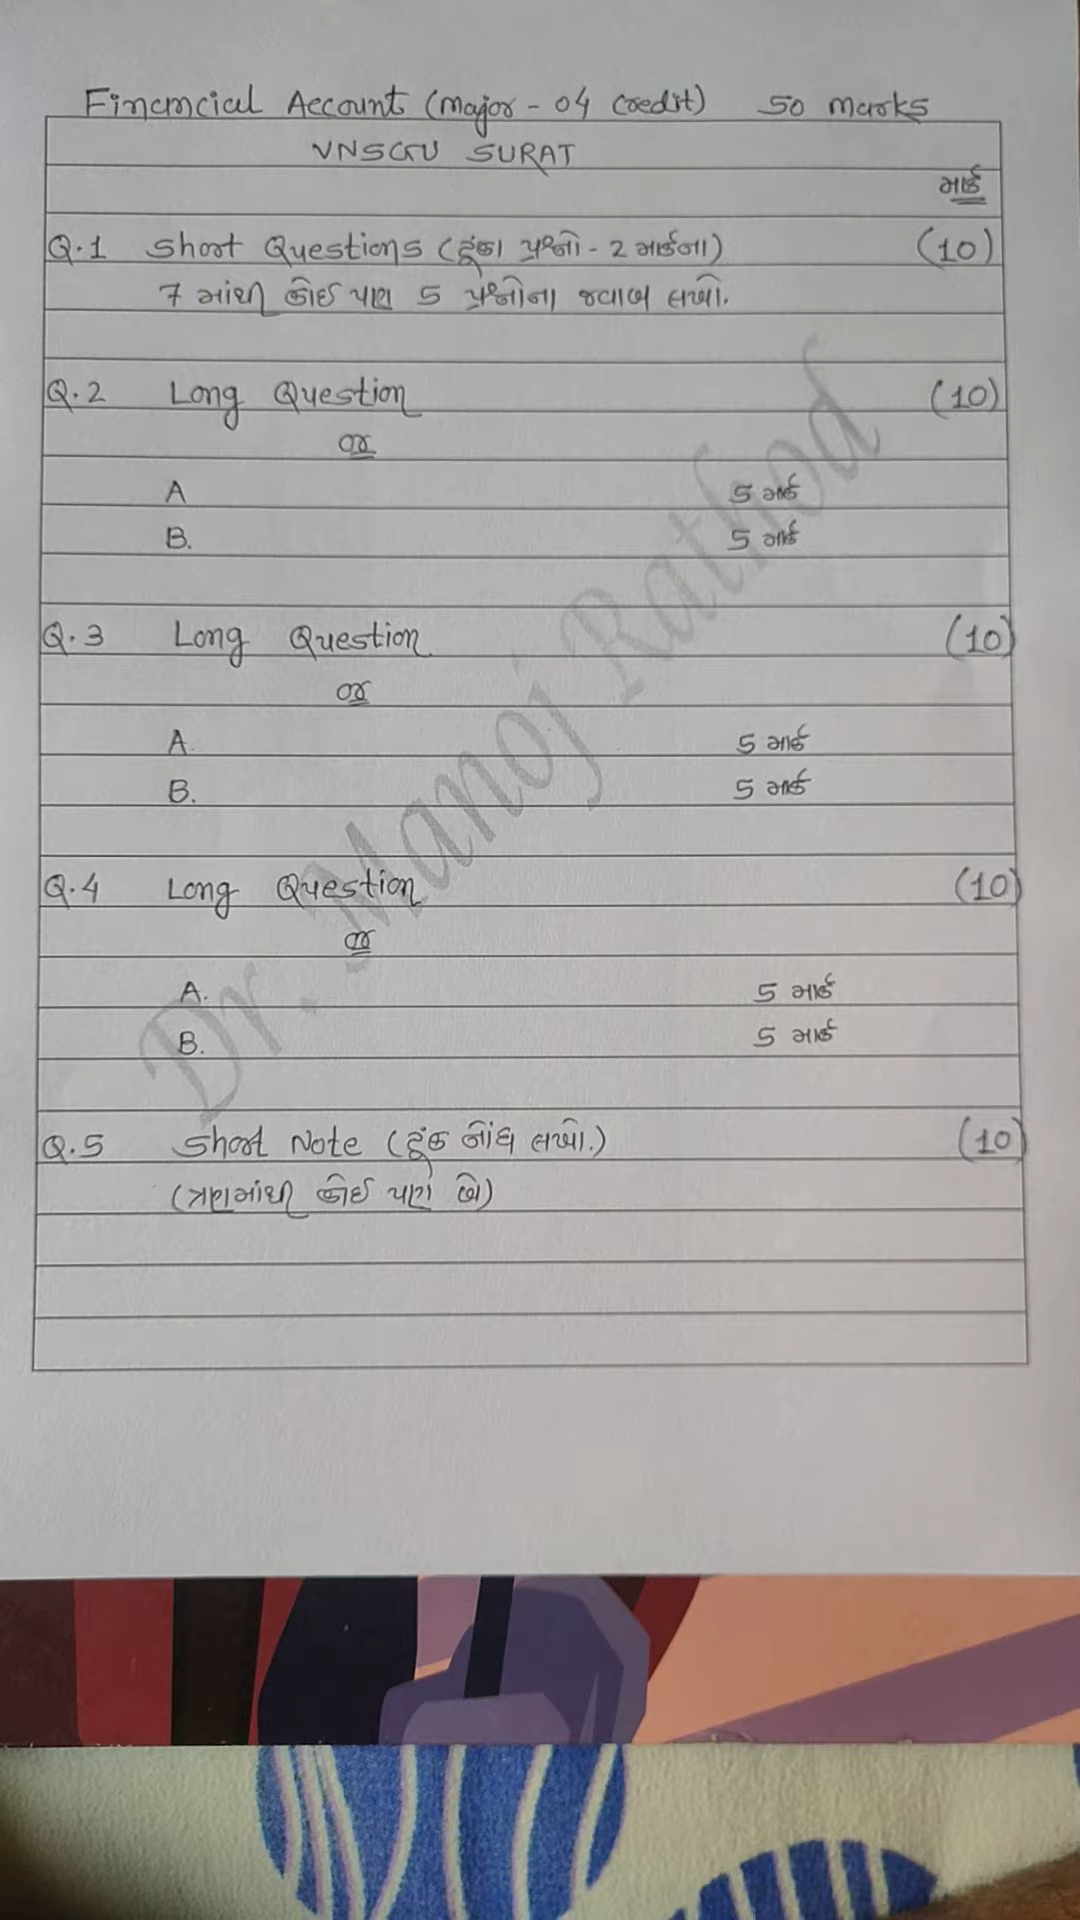 Financial Account (Major - 04 Credit) 50 Marks
VNSGU SURAT
માર્ક
Q.1 Short Questions (ટૂંકા પ્રશ્નો - 2 માર્કના) (10)
7 માંથી કોઈ પણ 5 પ્રશ્નોના જવાબ લખો.
Q.2 Long Question (10)
OR
A 5 માર્ક
B. 5 માર્ક
Q.3 Long Question. (10)
OR
A. 5 માર્ક
B. 5 માર્ક
Q.4 Long Question (10)
OR
A. 5 માર્ક
B. 5 માર્ક
Q.5 Short Note (ટૂંક નોંધ લખો.) (10)
(ત્રણમાંથી કોઈ પણ બે)
Dr. Manoj Rathod